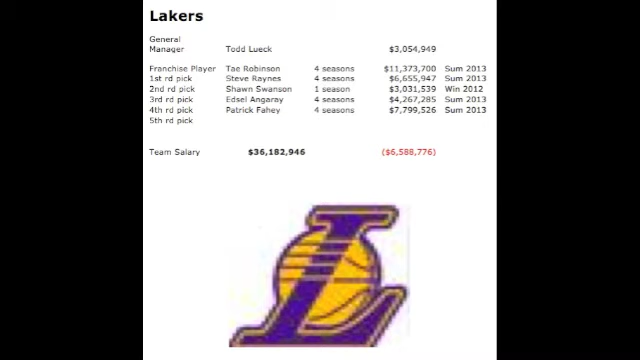 Lakers
General
Manager Todd Lueck $3,054,949
Franchise Player Tae Robinson 4 seasons $11,373,700 Sum 2013
1st rd pick Steve Raynes 4 seasons $6,655,947 Sum 2013
2nd rd pick Shawn Swanson 1 season $3,031,539 Win 2012
3rd rd pick Edsel Angaray 4 seasons $4,267,285 Sum 2013
4th rd pick Patrick Fahey 4 seasons $7,799,526 Sum 2013
5th rd pick
Team Salary $36,182,946 ($6,588,776)
L